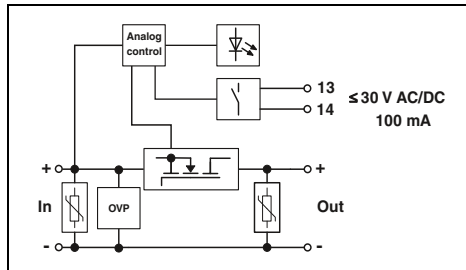 Analog
control
13
14
≤ 30 V AC/DC
100 mA
+
+
In
OVP
Out
-
-